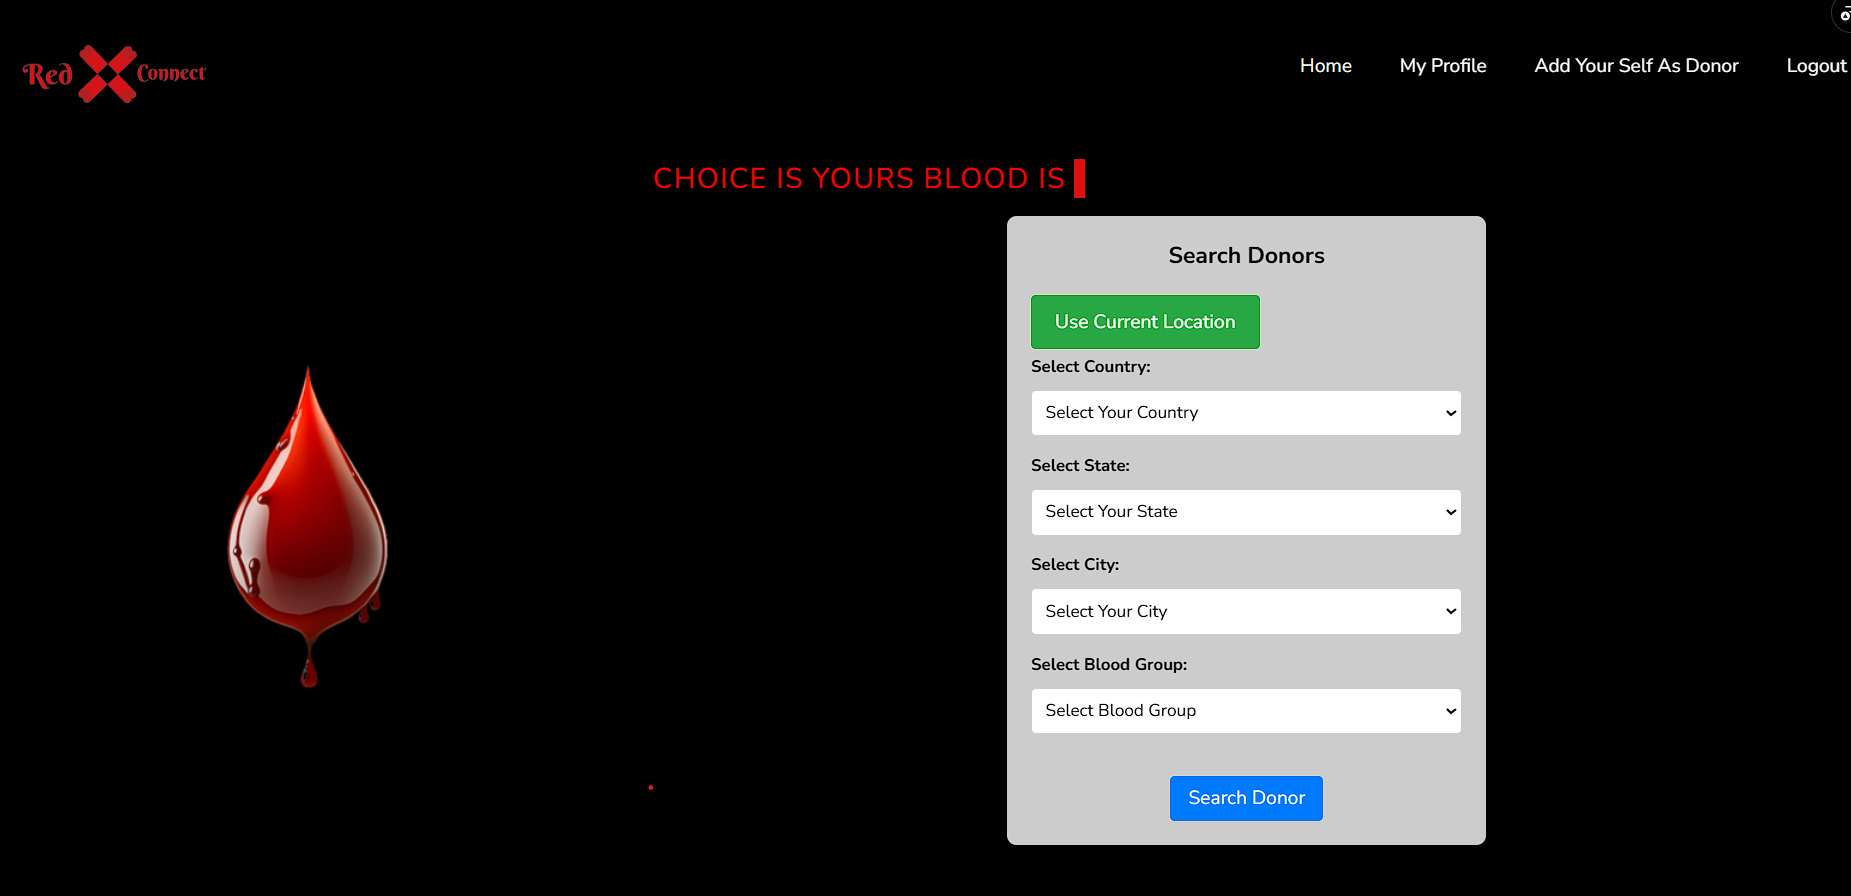 Red Connect
Home My Profile Add Your Self As Donor Logout
CHOICE IS YOURS BLOOD IS
Search Donors
Use Current Location
Select Country:
Select Your Country
Select State:
Select Your State
Select City:
Select Your City
Select Blood Group:
Select Blood Group
Search Donor